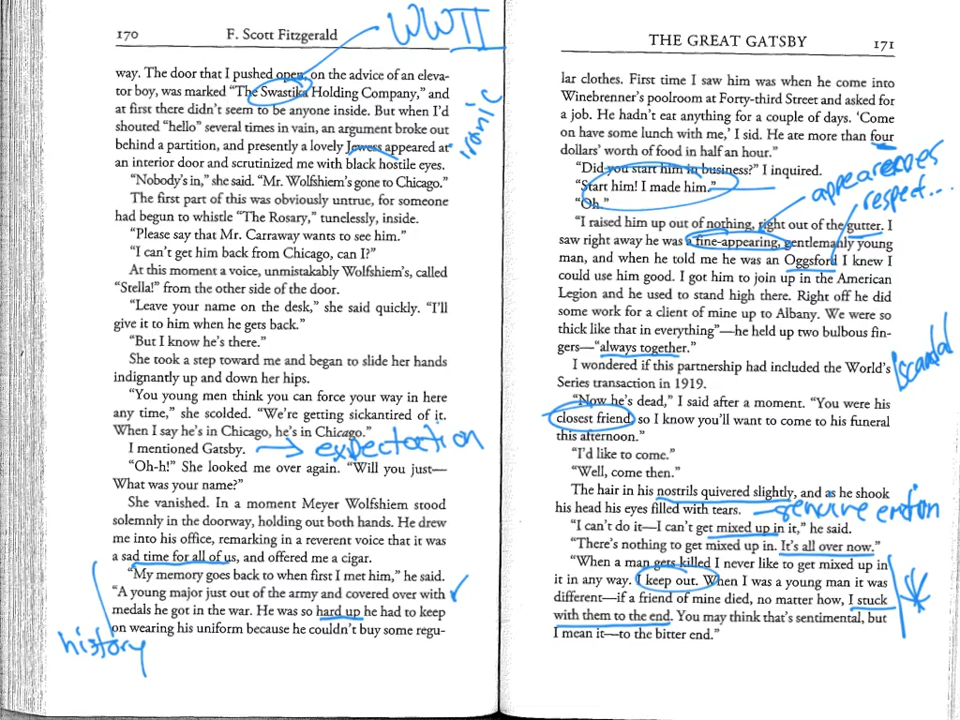 170 F. Scott Fitzgerald
WWII
way. The door that I pushed open, on the advice of an eleva-
tor boy, was marked “The Swastika Holding Company,” and
at first there didn’t seem to be anyone inside. But when I’d
shouted “hello” several times in vain, an argument broke out
behind a partition, and presently a lovely Jewess appeared at
an interior door and scrutinized me with black hostile eyes.
ironic
“Nobody’s in,” she said. “Mr. Wolfshiem’s gone to Chicago.”
The first part of this was obviously untrue, for someone
had begun to whistle “The Rosary,” tunelessly, inside.
“Please say that Mr. Carraway wants to see him.”
“I can’t get him back from Chicago, can I?”
At this moment a voice, unmistakably Wolfshiem’s, called
“Stella!” from the other side of the door.
“Leave your name on the desk,” she said quickly. “I’ll
give it to him when he gets back.”
“But I know he’s there.”
She took a step toward me and began to slide her hands
indignantly up and down her hips.
“You young men think you can force your way in here
any time,” she scolded. “We’re getting sickantired of it.
When I say he’s in Chicago, he’s in Chicago.”
I mentioned Gatsby.
expectation
“Oh-h!” She looked me over again. “Will you just—
What was your name?”
She vanished. In a moment Meyer Wolfshiem stood
solemnly in the doorway, holding out both hands. He drew
me into his office, remarking in a reverent voice that it was
a sad time for all of us, and offered me a cigar.
“My memory goes back to when first I met him,” he said.
“A young major just out of the army and covered over with
medals he got in the war. He was so hard up he had to keep
on wearing his uniform because he couldn’t buy some regu-
history
THE GREAT GATSBY 171
lar clothes. First time I saw him was when he come into
Winebrenner’s poolroom at Forty-third Street and asked for
a job. He hadn’t eat anything for a couple of days. ‘Come
on have some lunch with me,’ I sid. He ate more than four
dollars’ worth of food in half an hour.”
“Did you start him in business?” I inquired.
“Start him! I made him.”
“Oh.”
appearences
respect...
“I raised him up out of nothing, right out of the gutter. I
saw right away he was a fine-appearing, gentlemanly young
man, and when he told me he was an Oggsford I knew I
could use him good. I got him to join up in the American
Legion and he used to stand high there. Right off he did
some work for a client of mine up to Albany. We were so
thick like that in everything”—he held up two bulbous fin-
gers—“always together.”
I wondered if this partnership had included the World’s
Series transaction in 1919.
scandal
“Now he’s dead,” I said after a moment. “You were his
closest friend, so I know you’ll want to come to his funeral
this afternoon.”
“I’d like to come.”
“Well, come then.”
The hair in his nostrils quivered slightly, and as he shook
his head his eyes filled with tears.
“I can’t do it—I can’t get mixed up in it,” he said.
“There’s nothing to get mixed up in. It’s all over now.”
“When a man gets killed I never like to get mixed up in
it in any way. I keep out. When I was a young man it was
different—if a friend of mine died, no matter how, I stuck
with them to the end. You may think that’s sentimental, but
I mean it—to the bitter end.”